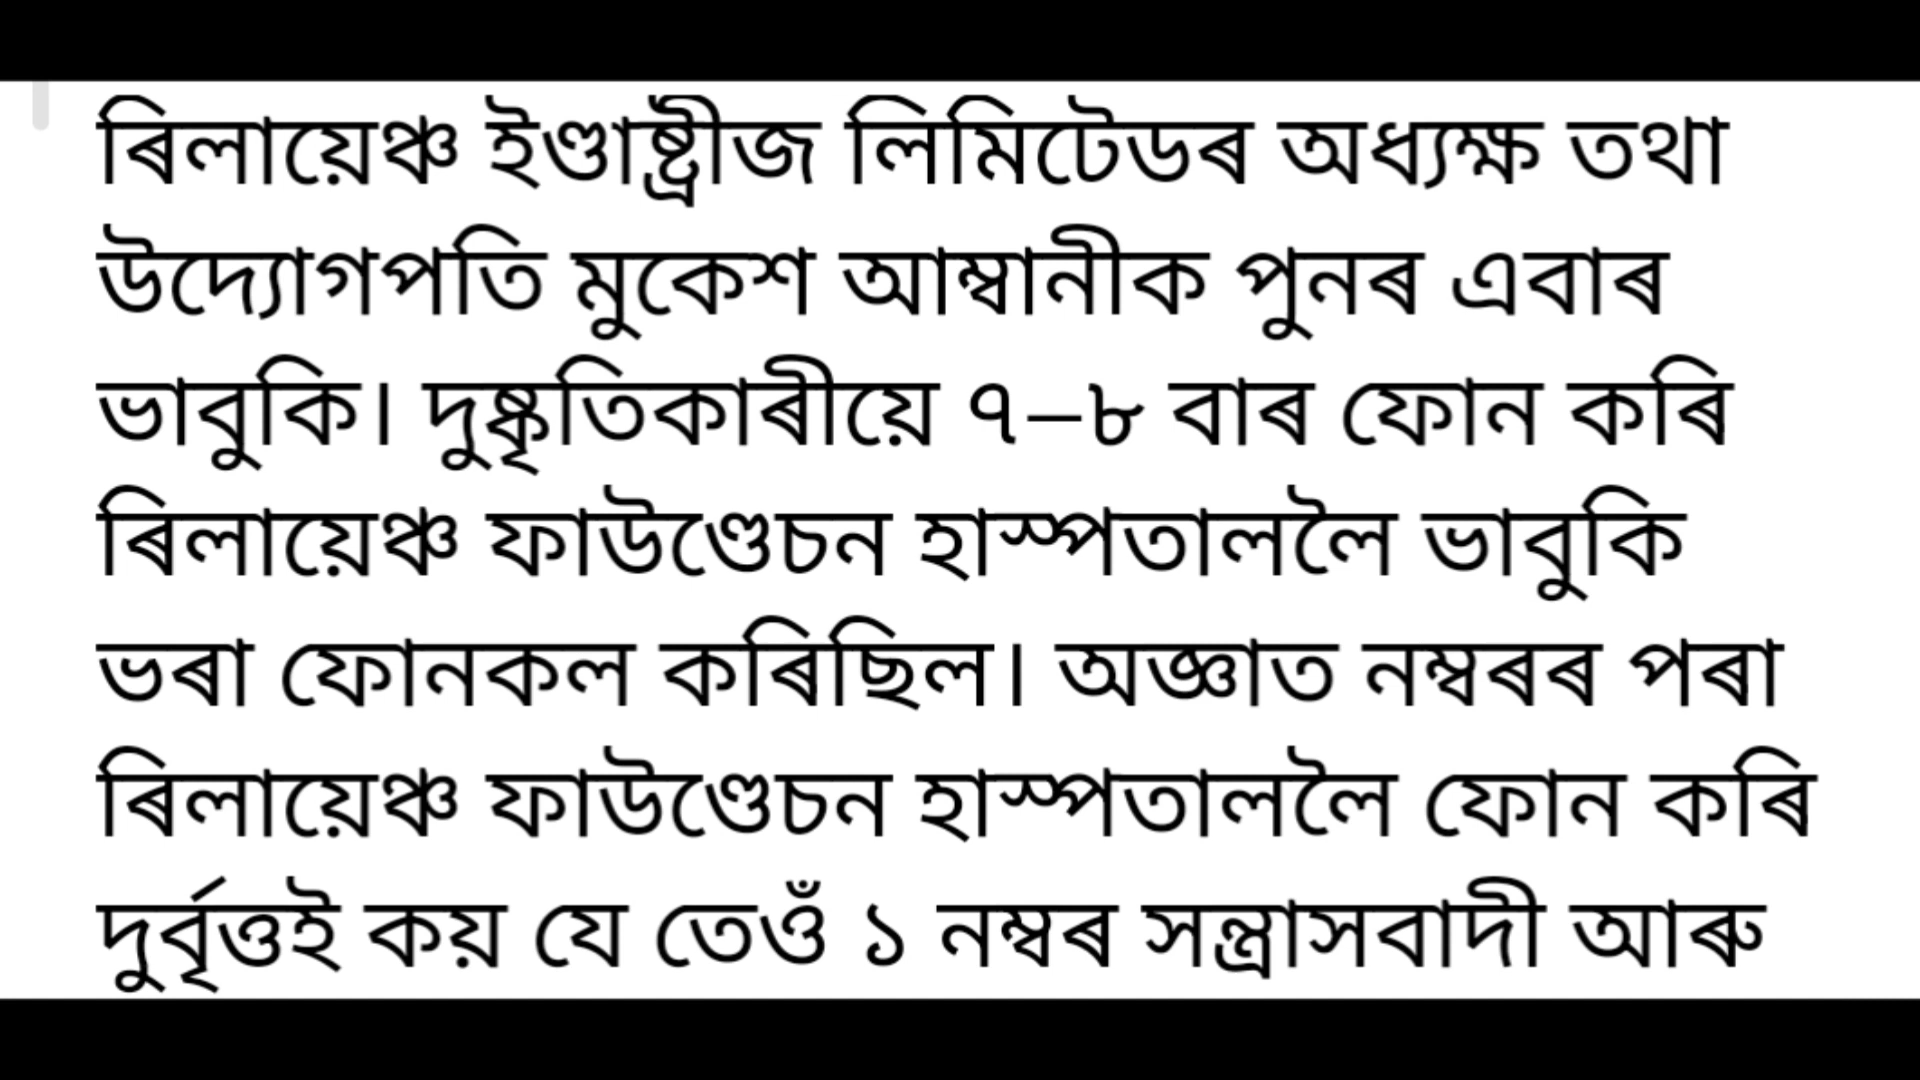 ৰিলায়েঞ্চ ইণ্ডাষ্ট্ৰীজ লিমিটেডৰ অধ্যক্ষ তথা
উদ্যোগপতি মুকেশ আম্বানীক পুনৰ এবাৰ
ভাবুকি। দুষ্কৃতিকাৰীয়ে ৭–৮ বাৰ ফোন কৰি
ৰিলায়েঞ্চ ফাউণ্ডেচন হাস্পতাললৈ ভাবুকি
ভৰা ফোনকল কৰিছিল। অজ্ঞাত নম্বৰৰ পৰা
ৰিলায়েঞ্চ ফাউণ্ডেচন হাস্পতাললৈ ফোন কৰি
দুৰ্বৃত্তই কয় যে তেওঁ ১ নম্বৰ সন্ত্ৰাসবাদী আৰু